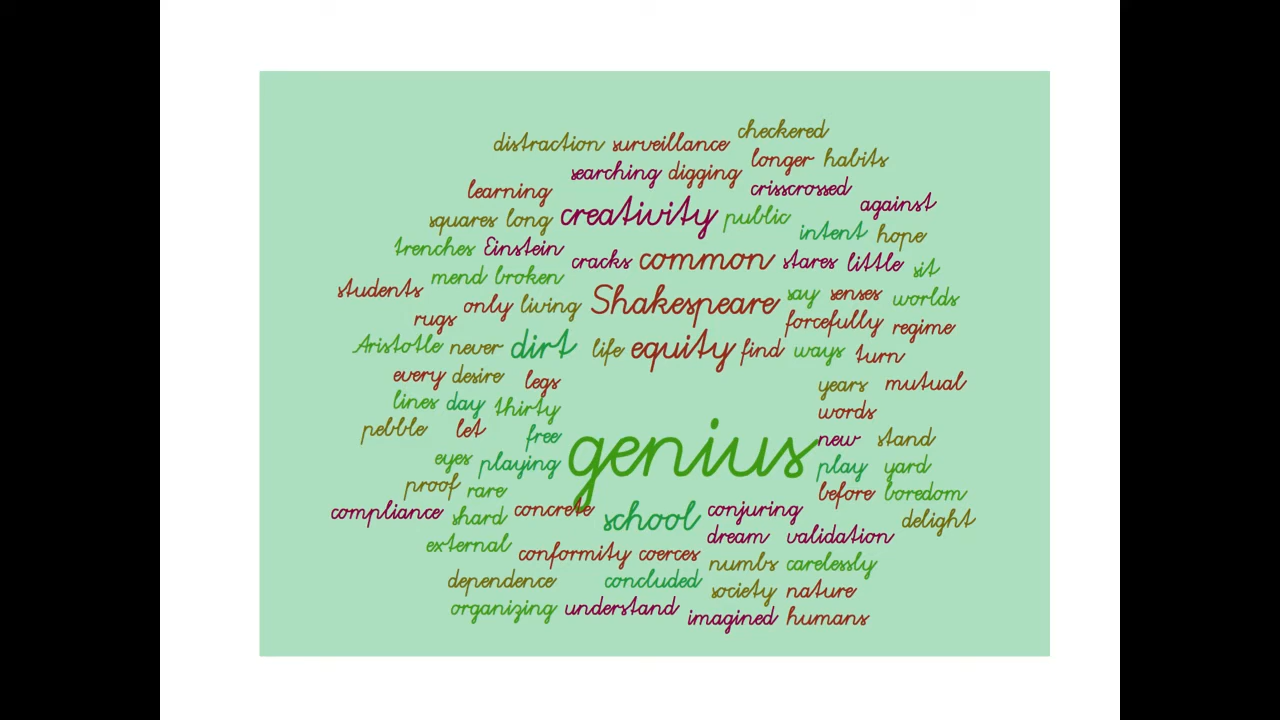 distraction surveillance checkered
searching digging longer habits
learning crisscrossed
squares long creativity public against
intent hope
trenches Einstein cracks common stares little sit
mend broken
students only living Shakespeare say senses worlds
rugs forcefully regime
Aristotle never dirt life equity find ways turn
every desire legs years mutual
lines day thirty words
pebble let free genius new stand
eyes playing play yard
proof rare before boredom
compliance shard concrete school conjuring delight
external dream validation
conformity coerces numbs carelessly
dependence concluded society nature
organizing understand imagined humans